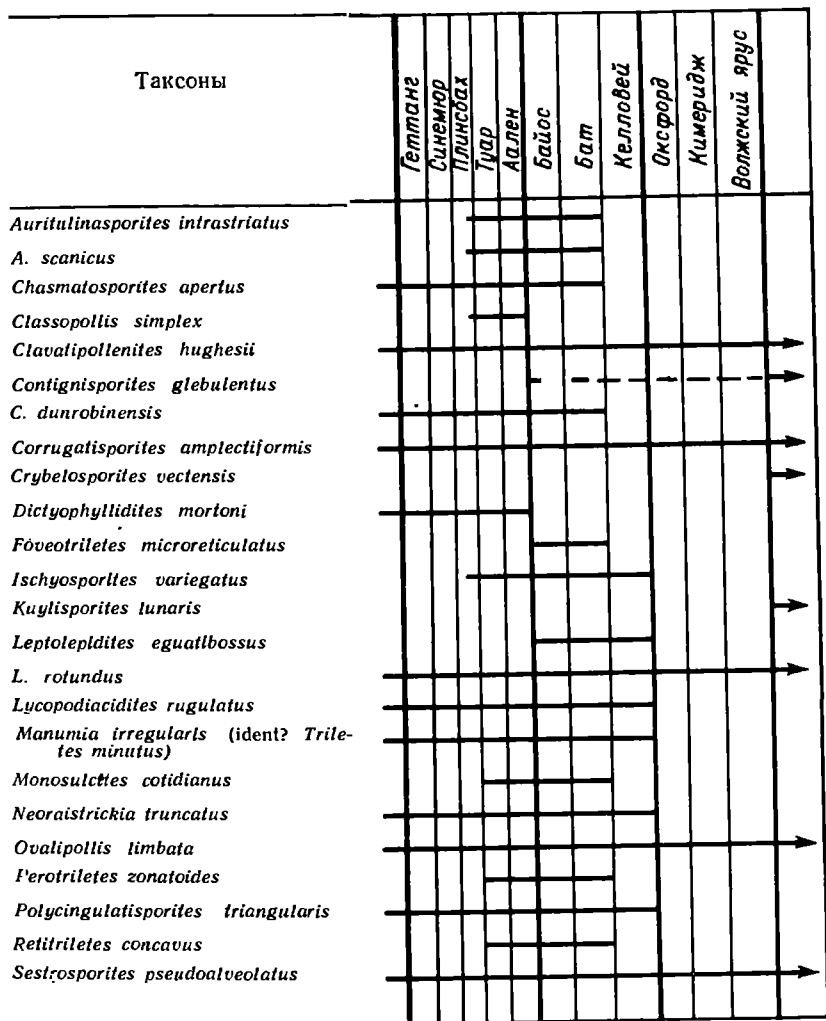 Таксоны
Геттанг
Синемюр
Плинсбах
Туар
Аален
Байос
Бат
Келловей
Оксфорд
Кимеридж
Волжский ярус
Auritulinasporites intrastriatus
A. scanicus
Chasmatosporites apertus
Classopollis simplex
Clavatipollenites hughesii
Contignisporites glebulentus
C. dunrobinensis
Corrugatisporites amplectiformis
Crybelosporites vectensis
Dictyophyllidites mortoni
Foveotriletes microreticulatus
Ischyosporites variegatus
Kuylisporites lunaris
Leptolepidites eguatlbossus
L. rotundus
Lycopodiacidites rugulatus
Manumia irregularis (ident? Trile-
tes minutus)
Monosulcites cotidianus
Neoraistrickia truncatus
Ovalipollis limbata
Perotriletes zonatoides
Polycingulatisporites triangularis
Retitriletes concavus
Sestrosporites pseudoalveolatus